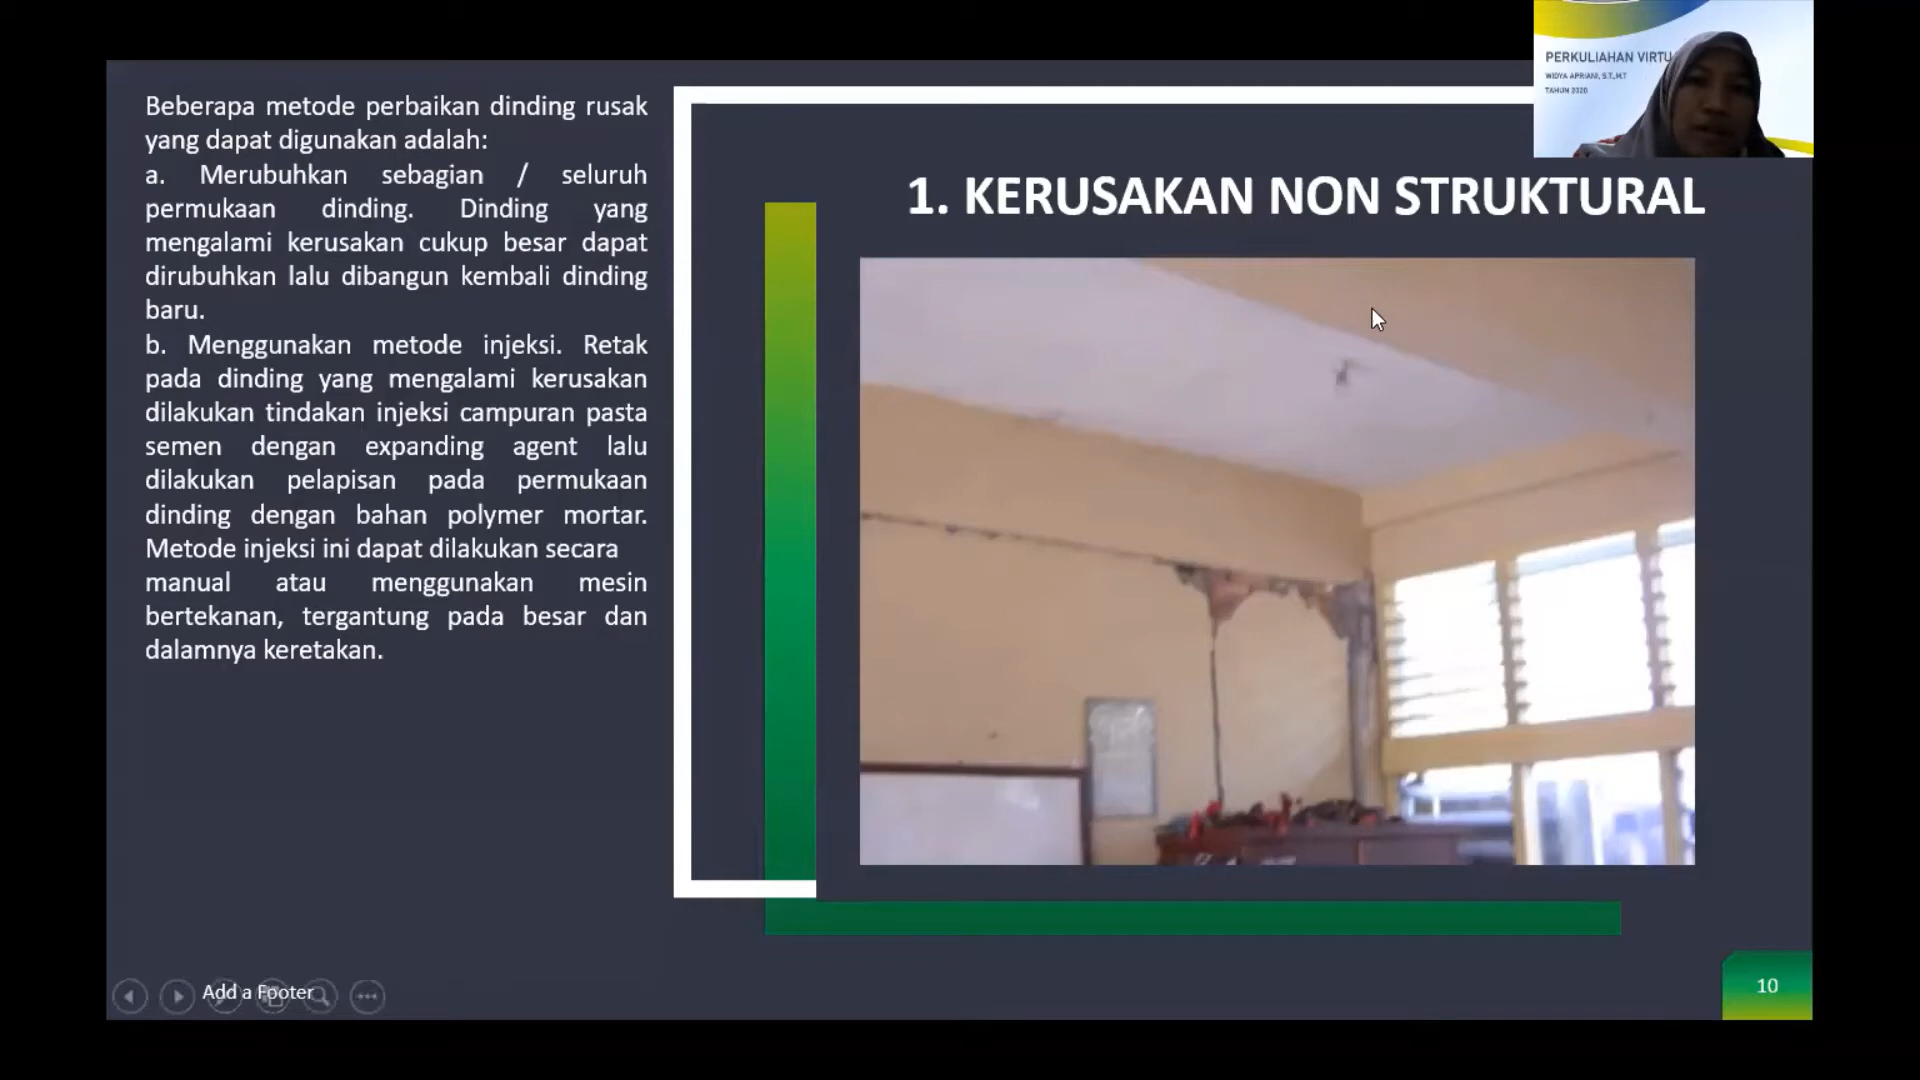 Beberapa metode perbaikan dinding rusak
yang dapat digunakan adalah:
a. Merubuhkan sebagian / seluruh
permukaan dinding. Dinding yang
mengalami kerusakan cukup besar dapat
dirubuhkan lalu dibangun kembali dinding
baru.
b. Menggunakan metode injeksi. Retak
pada dinding yang mengalami kerusakan
dilakukan tindakan injeksi campuran pasta
semen dengan expanding agent lalu
dilakukan pelapisan pada permukaan
dinding dengan bahan polymer mortar.
Metode injeksi ini dapat dilakukan secara
manual atau menggunakan mesin
bertekanan, tergantung pada besar dan
dalamnya keretakan.
1. KERUSAKAN NON STRUKTURAL
PERKULIAHAN VIRTU
WIDYA APRIANI, S.T.,M.T
TAHUN 2020
Add a Footer
10